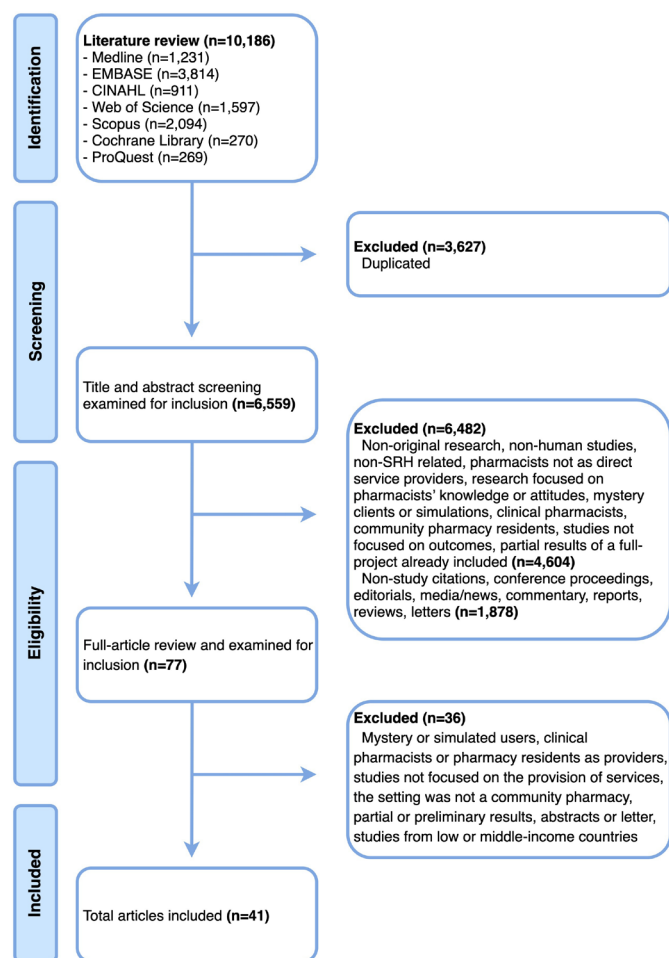 Identification
Literature review (n=10,186)
- Medline (n=1,231)
- EMBASE (n=3,814)
- CINAHL (n=911)
- Web of Science (n=1,597)
- Scopus (n=2,094)
- Cochrane Library (n=270)
- ProQuest (n=269)
Screening
Excluded (n=3,627)
Duplicated
Title and abstract screening
examined for inclusion (n=6,559)
Excluded (n=6,482)
Non-original research, non-human studies,
non-SRH related, pharmacists not as direct
service providers, research focused on
pharmacists' knowledge or attitudes, mystery
clients or simulations, clinical pharmacists,
community pharmacy residents, studies not
focused on outcomes, partial results of a full-
project already included (n=4,604)
Non-study citations, conference proceedings,
editorials, media/news, commentary, reports,
reviews, letters (n=1,878)
Eligibility
Full-article review and examined for
inclusion (n=77)
Excluded (n=36)
Mystery or simulated users, clinical
pharmacists or pharmacy residents as providers,
studies not focused on the provision of services,
the setting was not a community pharmacy,
partial or preliminary results, abstracts or letter,
studies from low or middle-income countries
Included
Total articles included (n=41)